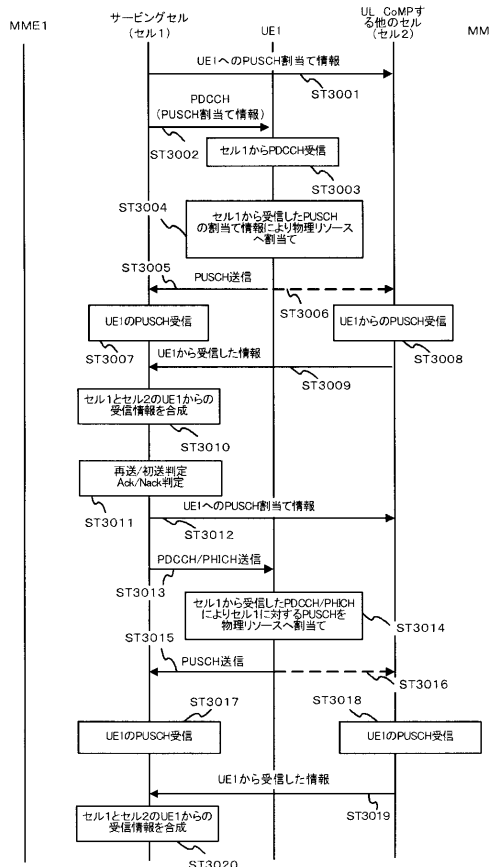 MME1
サービングセル
(セル1)
UE1
UL CoMPす
る他のセル
(セル2)
MM
UE1へのPUSCH割当て情報
ST3001
PDCCH
(PUSCH割当て情報)
ST3002
セル1からPDCCH受信
ST3003
ST3004
セル1から受信したPUSCH
の割当て情報により物理リソース
へ割当て
ST3005
PUSCH送信
ST3006
UE1のPUSCH受信
UE1からのPUSCH受信
ST3007
ST3008
UE1から受信した情報
ST3009
セル1とセル2のUE1からの
受信情報を合成
ST3010
再送/初送判定
Ack/Nack判定
ST3011
UE1へのPUSCH割当て情報
ST3012
PDCCH/PHICH送信
ST3013
セル1から受信したPDCCH/PHICH
によりセル1に対するPUSCHを
物理リソースへ割当て
ST3014
ST3015
PUSCH送信
ST3016
ST3017
ST3018
UE1のPUSCH受信
UE1のPUSCH受信
UE1から受信した情報
ST3019
セル1とセル2のUE1からの
受信情報を合成
ST3020